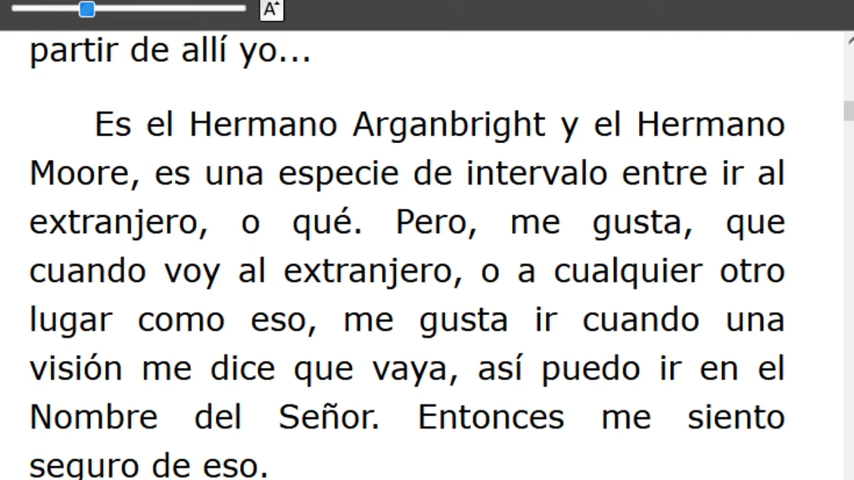 A
partir de allí yo...
Es el Hermano Arganbright y el Hermano
Moore, es una especie de intervalo entre ir al
extranjero, o qué. Pero, me gusta, que
cuando voy al extranjero, o a cualquier otro
lugar como eso, me gusta ir cuando una
visión me dice que vaya, así puedo ir en el
Nombre del Señor. Entonces me siento
seguro de eso.